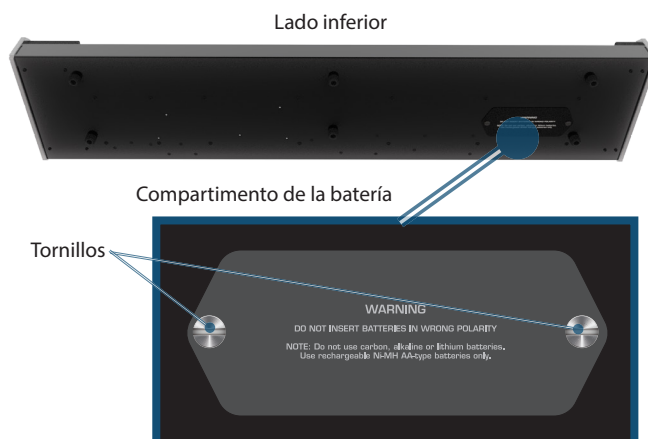 Lado inferior
Compartimento de la batería
Tornillos
WARNING
DO NOT INSERT BATTERIES IN WRONG POLARITY
NOTE: Do not use carbon, alkaline or lithium batteries.
Use rechargeable Ni-MH AA-type batteries only.